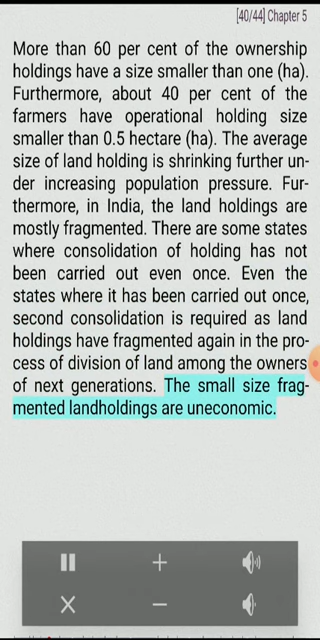 [40/44] Chapter 5
More than 60 per cent of the ownership
holdings have a size smaller than one (ha).
Furthermore, about 40 per cent of the
farmers have operational holding size
smaller than 0.5 hectare (ha). The average
size of land holding is shrinking further un-
der increasing population pressure. Fur-
thermore, in India, the land holdings are
mostly fragmented. There are some states
where consolidation of holding has not
been carried out even once. Even the
states where it has been carried out once,
second consolidation is required as land
holdings have fragmented again in the pro-
cess of division of land among the owners
of next generations. The small size frag-
mented landholdings are uneconomic.